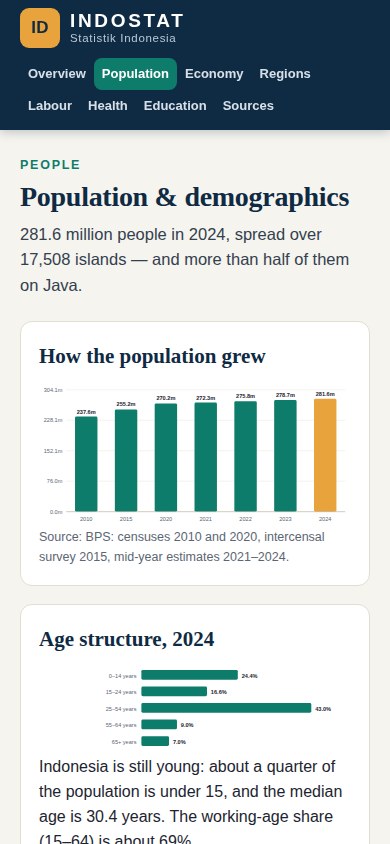 ID
INDOSTAT
Statistik Indonesia
Overview Population Economy Regions
Labour Health Education Sources
PEOPLE
Population & demographics
281.6 million people in 2024, spread over
17,508 islands — and more than half of them
on Java.
How the population grew
304.1m
228.1m
152.1m
76.0m
0.0m
237.6m 255.2m 270.2m 272.3m 275.8m 278.7m 281.6m
2010 2015 2020 2021 2022 2023 2024
Source: BPS: censuses 2010 and 2020, intercensal
survey 2015, mid-year estimates 2021–2024.
Age structure, 2024
0–14 years 24.4%
15–24 years 16.6%
25–54 years 43.0%
55–64 years 9.0%
65+ years 7.0%
Indonesia is still young: about a quarter of
the population is under 15, and the median
age is 30.4 years. The working-age share
(15–64) is about 69%.